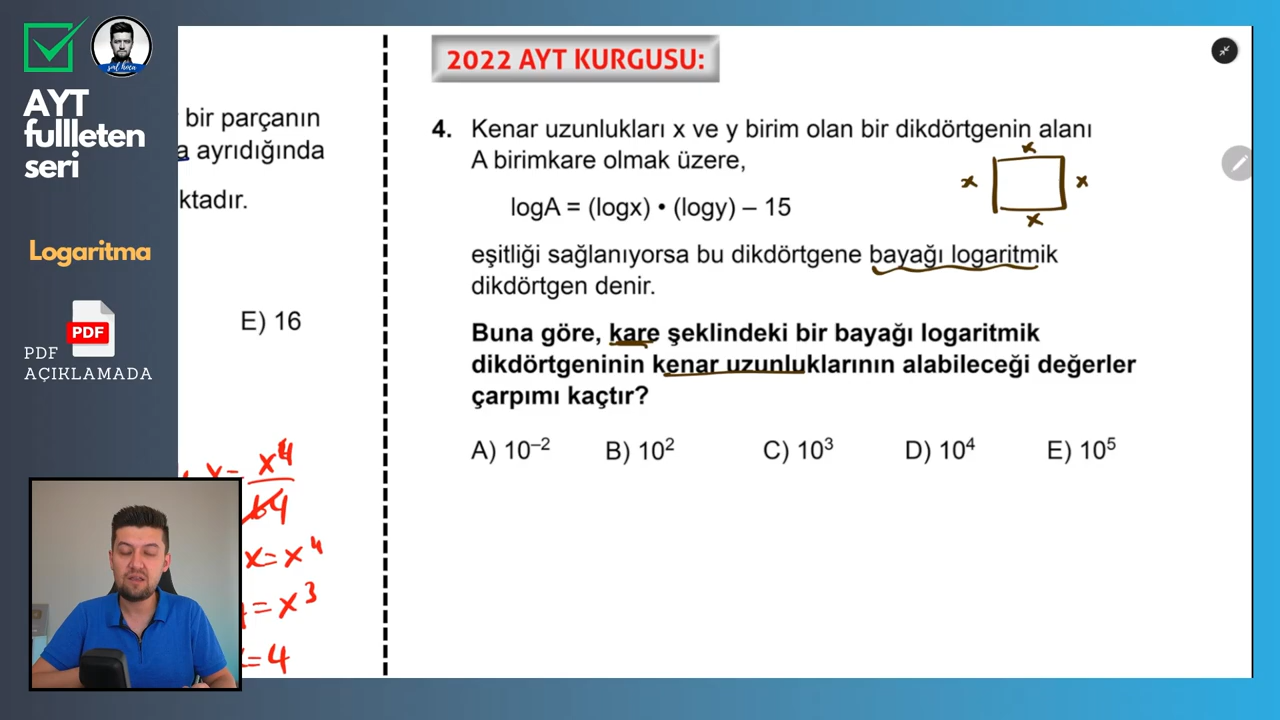 AYT
fullleten
seri
Logaritma
PDF
PDF
AÇIKLAMADA
bir parçanın
a ayrıdığında
ktadır.
E) 16
x = x⁴
64
x = x⁴
= x³
= 4
2022 AYT KURGUSU:
4. Kenar uzunlukları x ve y birim olan bir dikdörtgenin alanı
A birimkare olmak üzere,
logA = (logx) • (logy) – 15
eşitliği sağlanıyorsa bu dikdörtgene bayağı logaritmik
dikdörtgen denir.
x
x x
x
Buna göre, kare şeklindeki bir bayağı logaritmik
dikdörtgeninin kenar uzunluklarının alabileceği değerler
çarpımı kaçtır?
A) 10⁻² B) 10² C) 10³ D) 10⁴ E) 10⁵